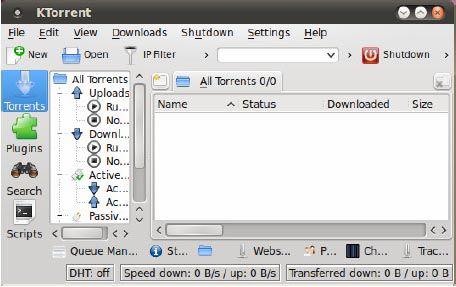 KTorrent
File Edit View Downloads Shutdown Settings Help
New Open IP Filter Shutdown
Torrents
Plugins
Search
Scripts
All Torrents
Uploads
Ru...
No...
Downl...
Ru...
No...
Active...
Ac...
Ac...
Passiv...
All Torrents 0/0
Name Status Downloaded Size
Queue Man... St... Webs... P... Ch... Trac...
DHT: off Speed down: 0 B/s / up: 0 B/s Transferred down: 0 B / up: 0 B